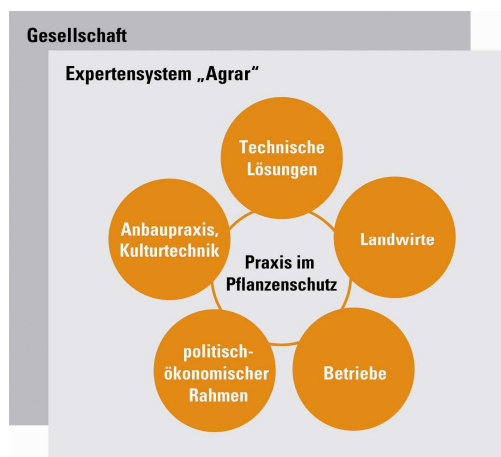 Gesellschaft
Expertensystem „Agrar“
Technische
Lösungen
Anbaupraxis,
Kulturtechnik
Landwirte
Praxis im
Pflanzenschutz
politisch-
ökonomischer
Rahmen
Betriebe